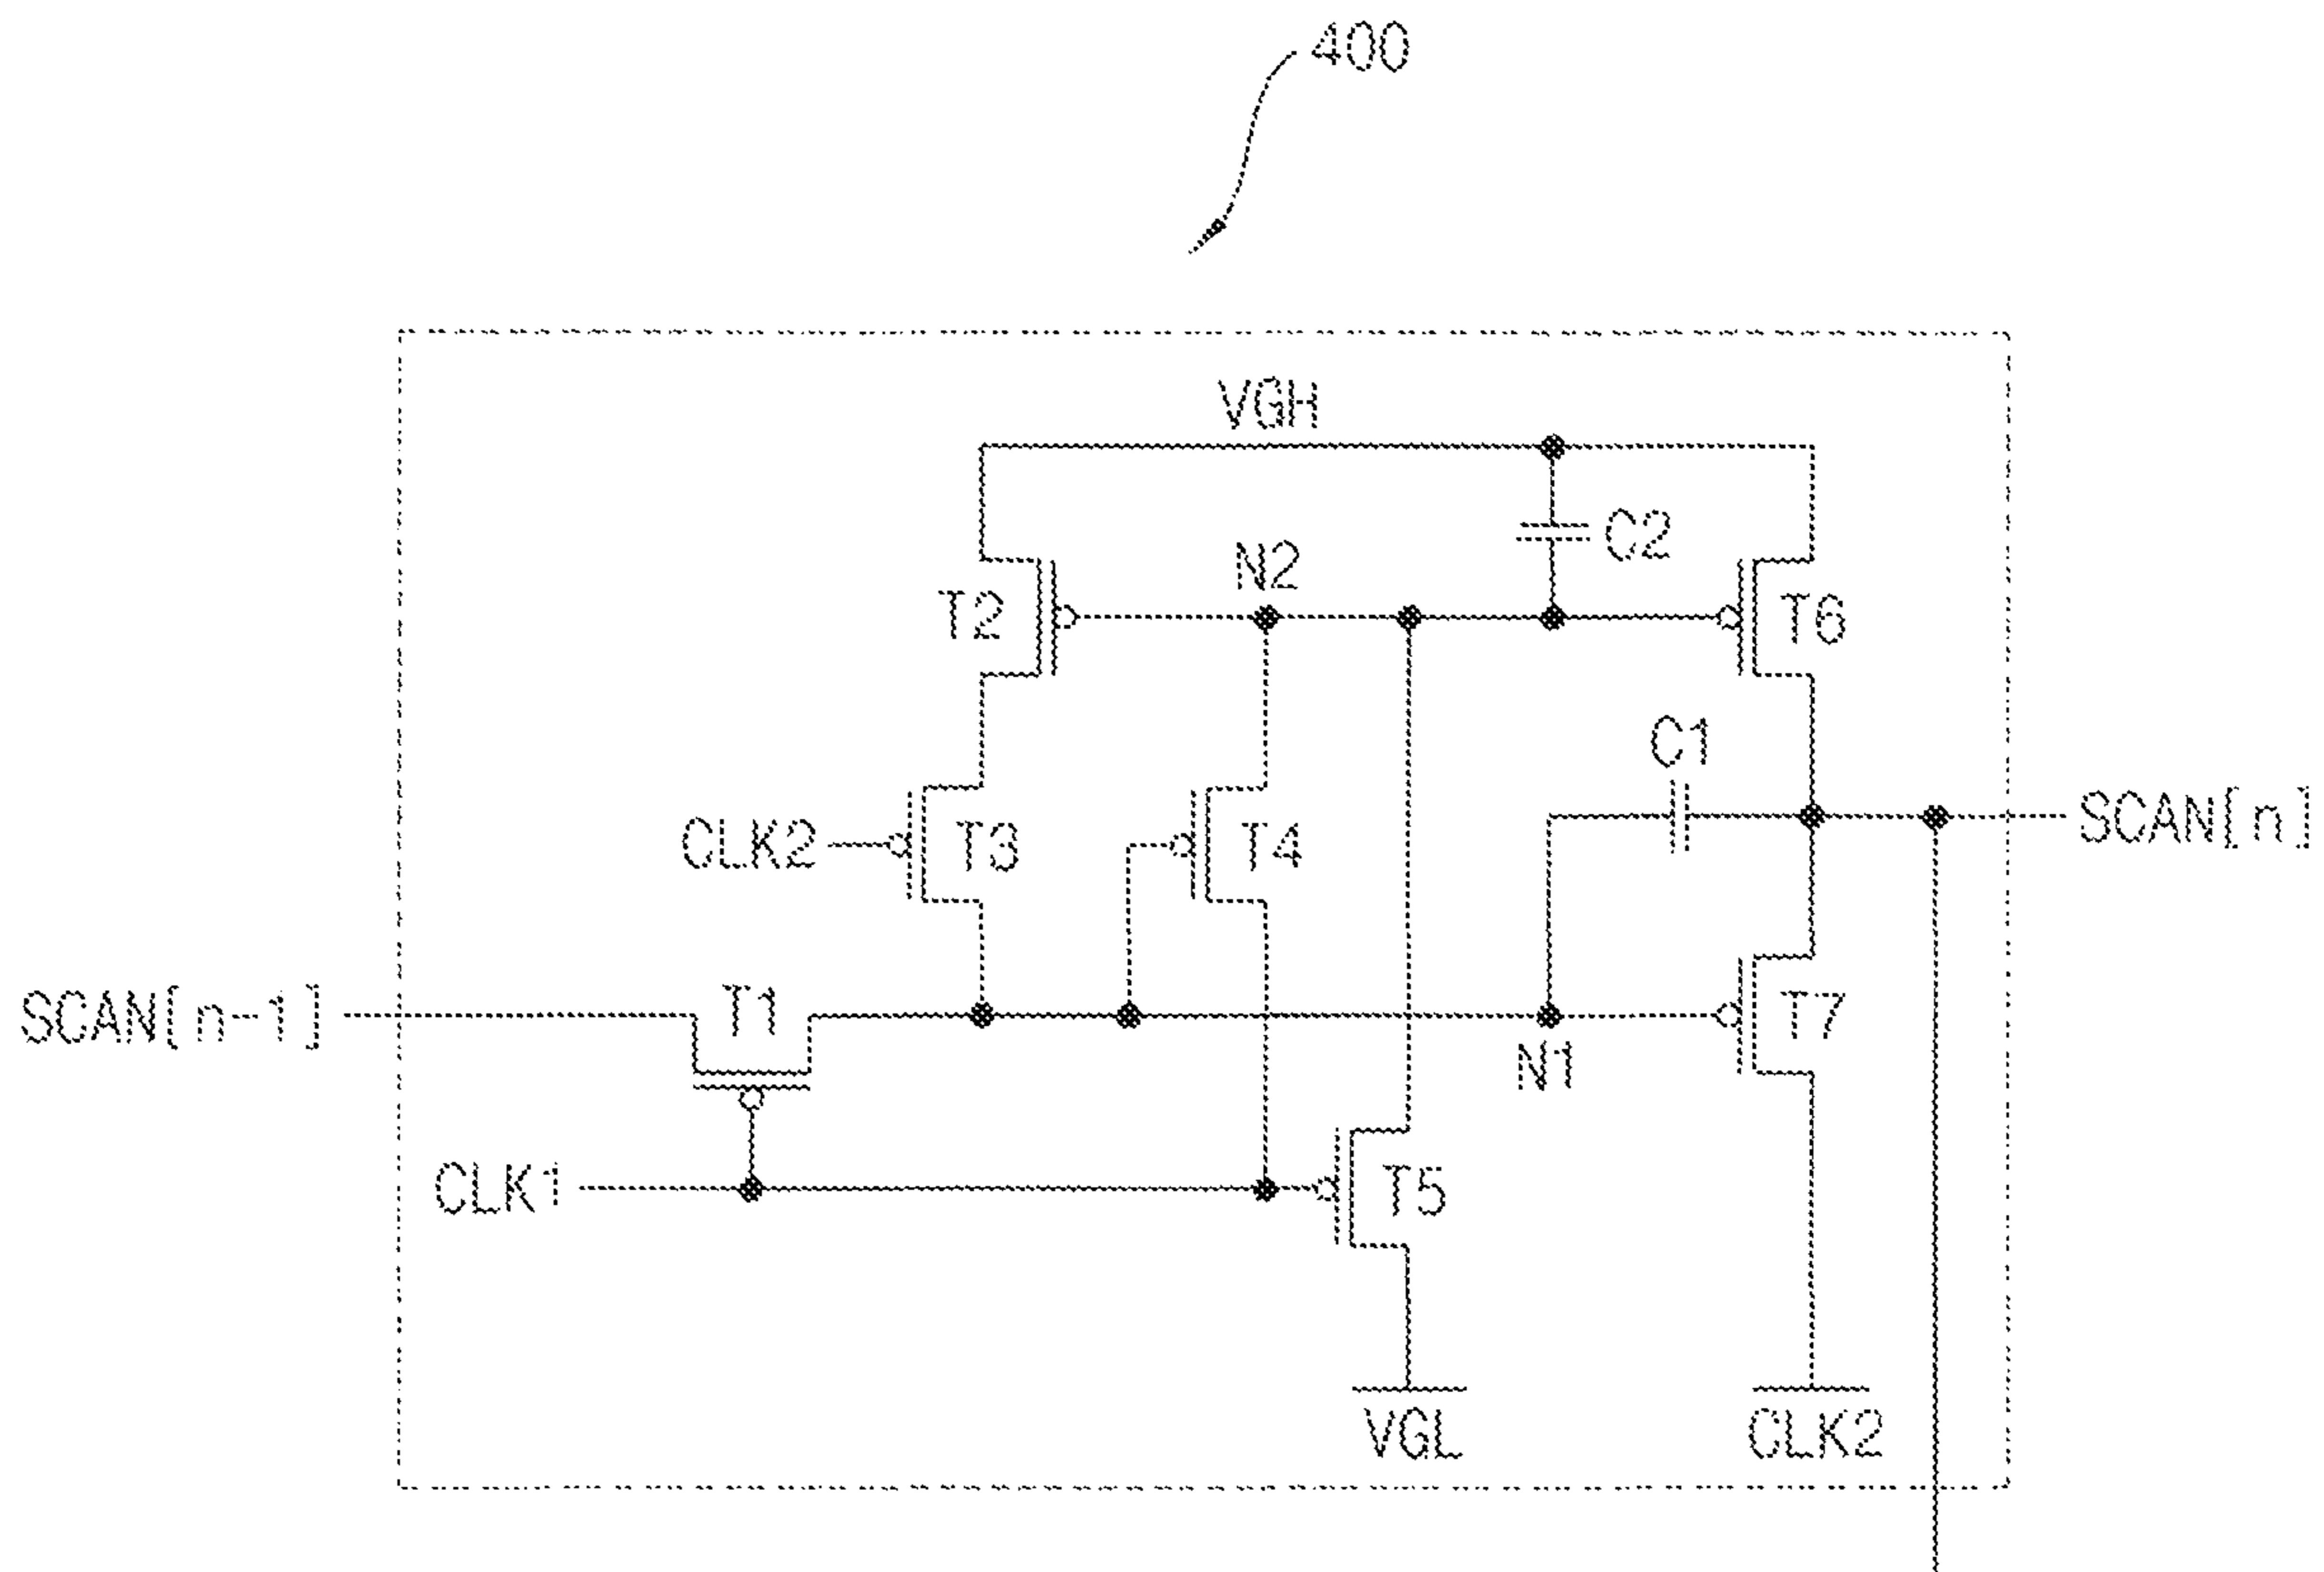 400
VGH
C2
N2
T2
T6
C1
CLK2
T3
T4
SCAN[n]
SCAN[n-1]
T1
T7
N1
CLK1
T5
VGL
CLK2